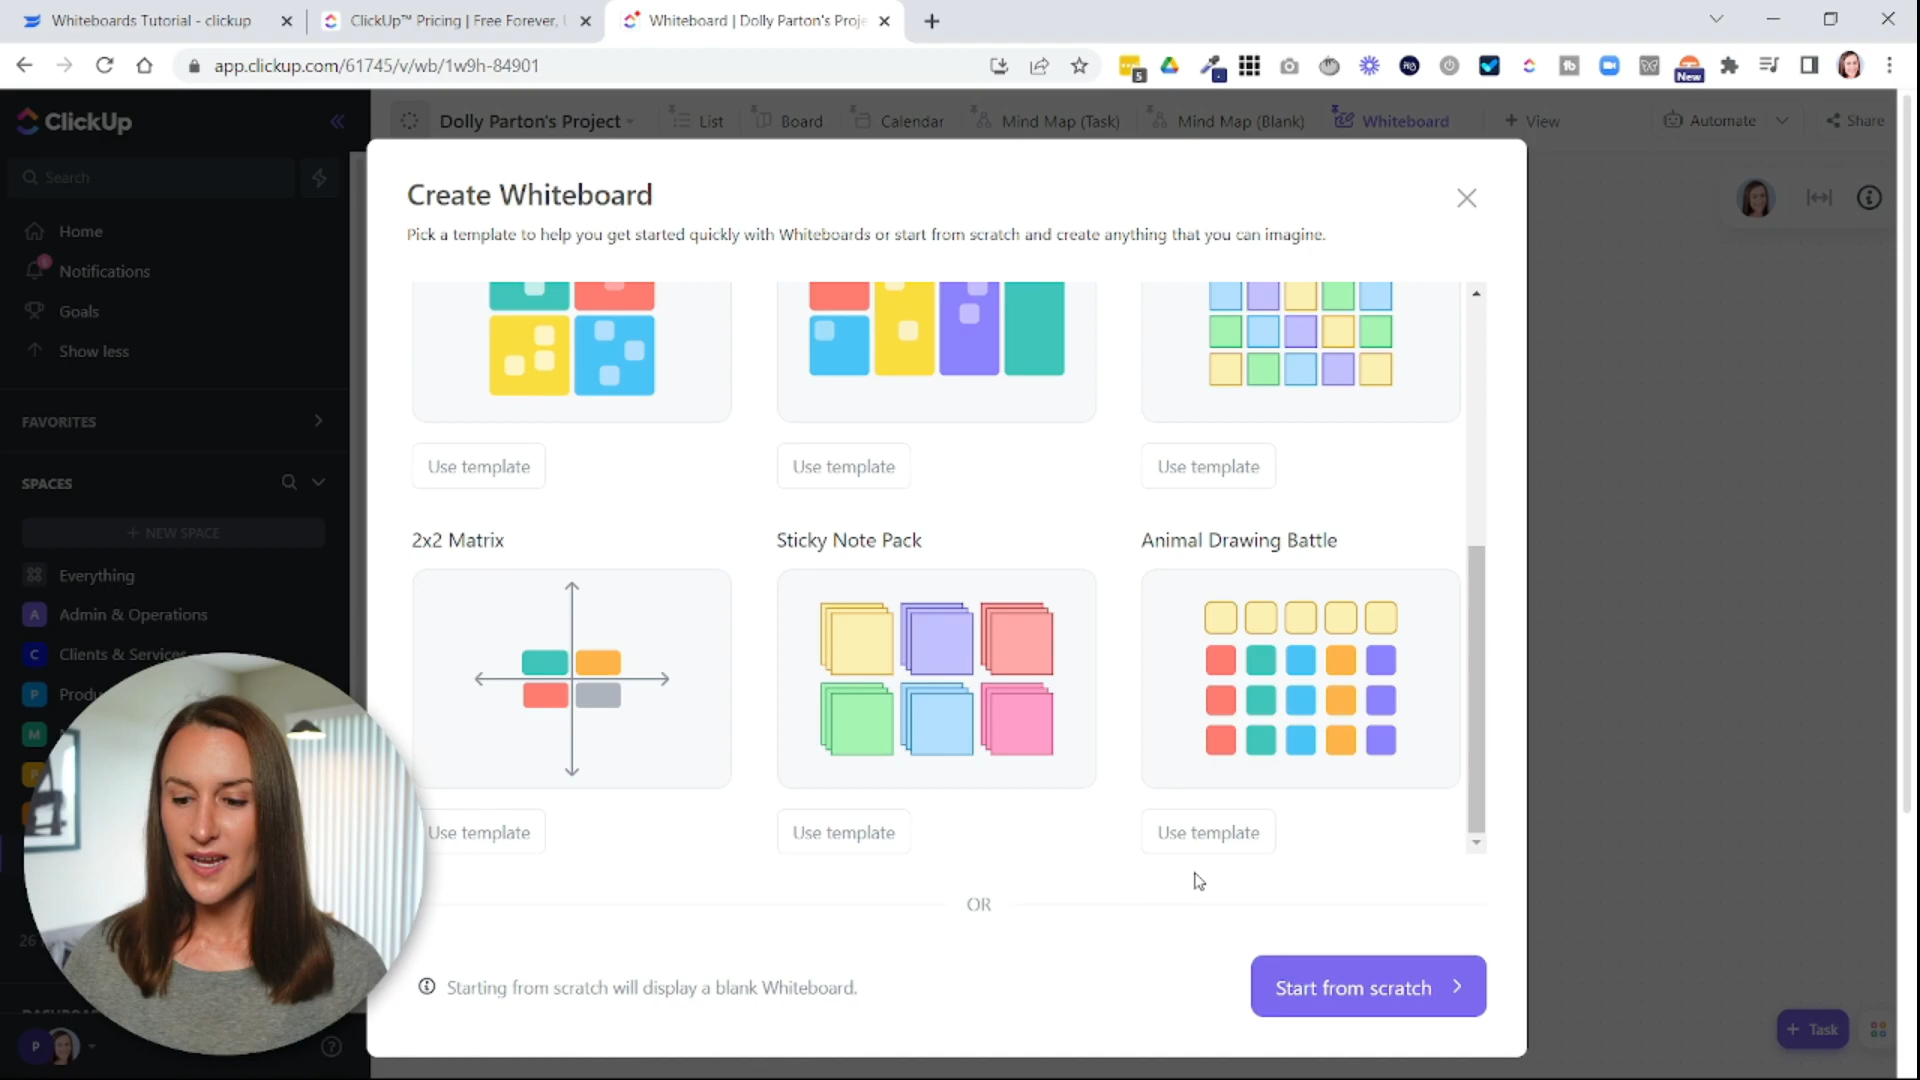 Whiteboards Tutorial - clickup
ClickUp™ Pricing | Free Forever, U
Whiteboard | Dolly Parton's Proje
app.clickup.com/61745/v/wb/1w9h-84901
5
New
ClickUp
Dolly Parton's Project
List
Board
Calendar
Mind Map (Task)
Mind Map (Blank)
Whiteboard
+ View
Automate
Share
Search
Create Whiteboard
Pick a template to help you get started quickly with Whiteboards or start from scratch and create anything that you can imagine.
Home
Notifications
Goals
Show less
FAVORITES
Use template
Use template
Use template
SPACES
+ NEW SPACE
2x2 Matrix
Sticky Note Pack
Animal Drawing Battle
Everything
A Admin & Operations
C Clients & Services
P Produ
M
Use template
Use template
Use template
OR
26
Starting from scratch will display a blank Whiteboard.
Start from scratch
P
+ Task